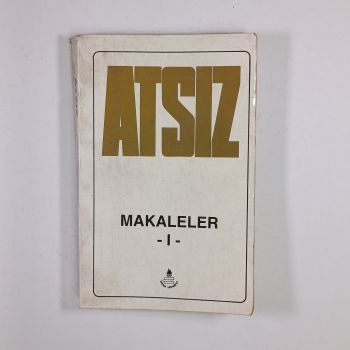 ATSIZ
MAKALELER
- I -